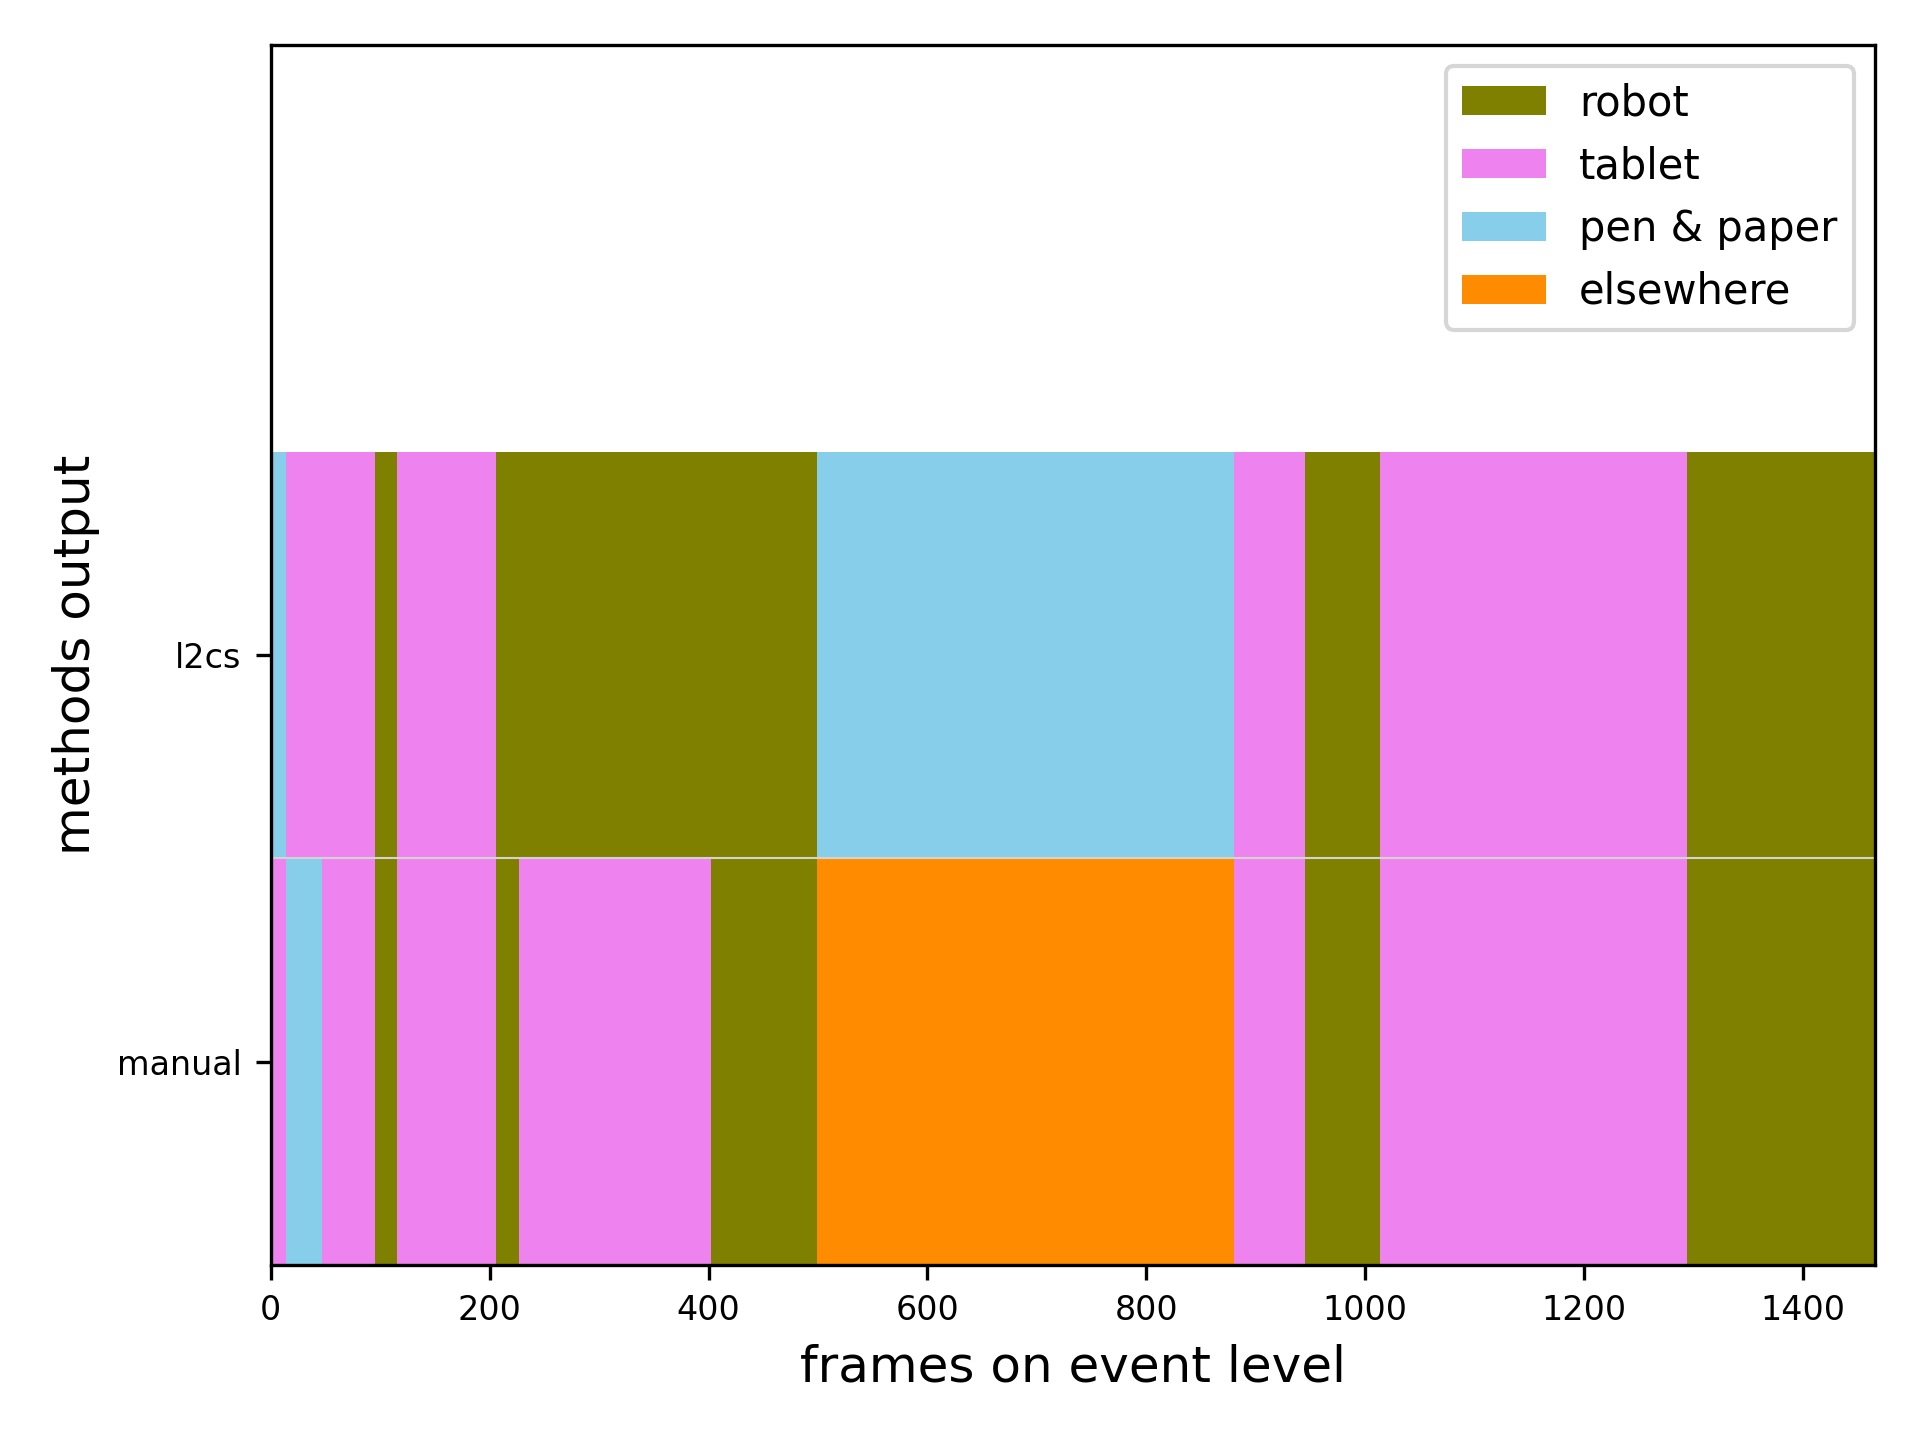 robot
tablet
pen & paper
elsewhere
methods output
l2cs
manual
0 200 400 600 800 1000 1200 1400
frames on event level